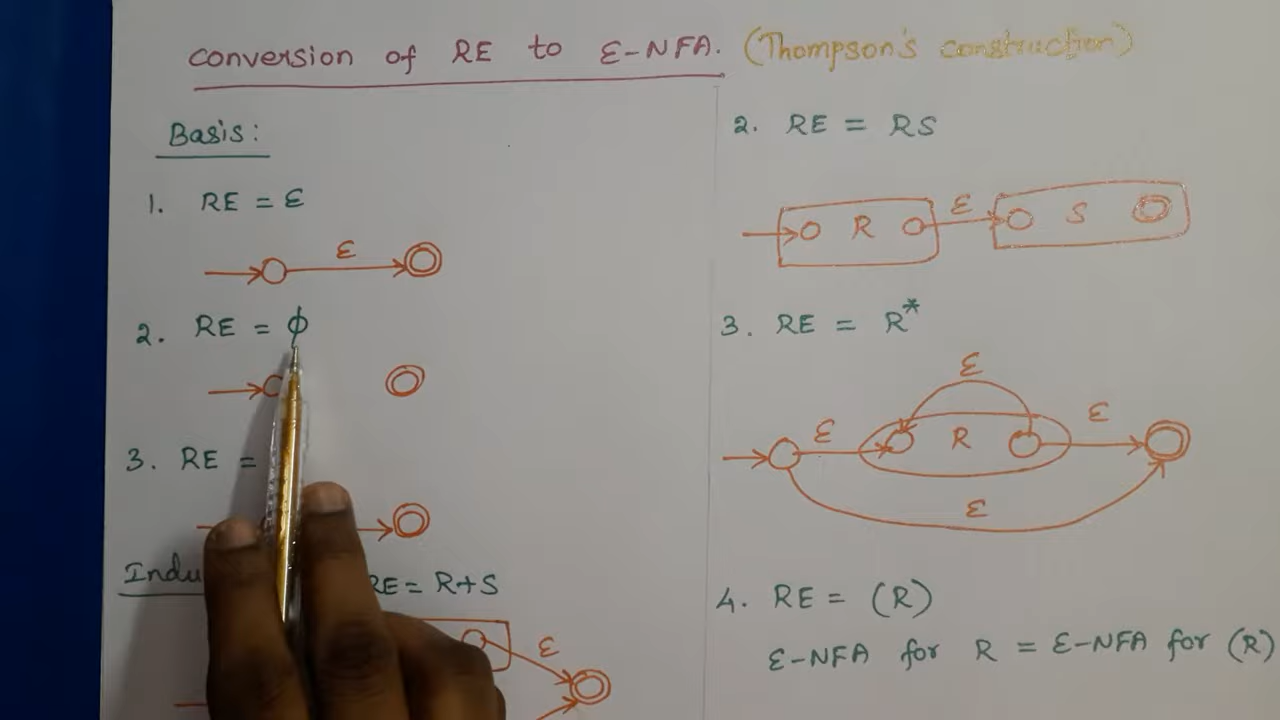 conversion of RE to ε-NFA. (Thompson's construction)
Basis:
1. RE = ε
ε
2. RE = φ
3. RE =
RE = R+S
ε
2. RE = RS
R ε S
3. RE = R*
ε
ε R ε
ε
4. RE = (R)
ε-NFA for R = ε-NFA for (R)